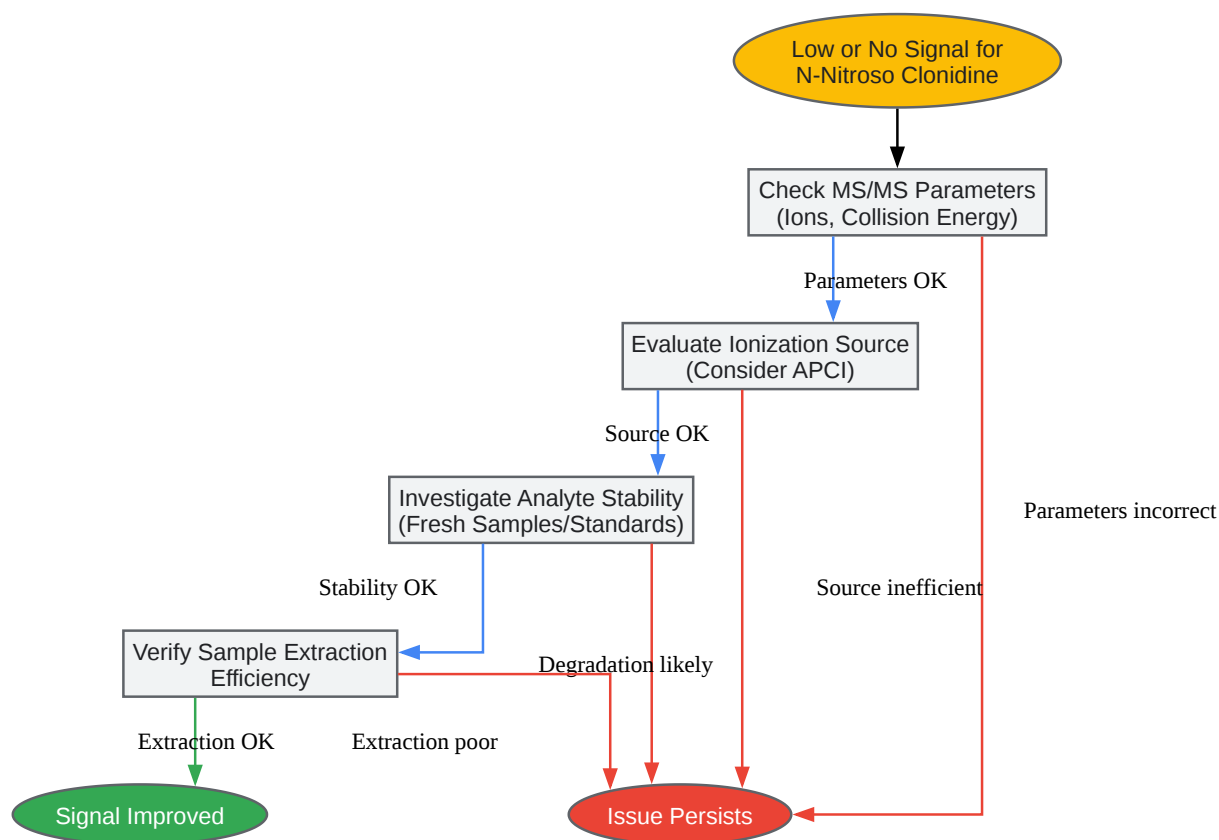 Low or No Signal for
N-Nitroso Clonidine
Check MS/MS Parameters
(Ions, Collision Energy)
Parameters OK
Evaluate Ionization Source
(Consider APCI)
Source OK
Investigate Analyte Stability
(Fresh Samples/Standards)
Parameters incorrect
Stability OK
Source inefficient
Verify Sample Extraction
Efficiency
Degradation likely
Extraction OK
Extraction poor
Signal Improved
Issue Persists